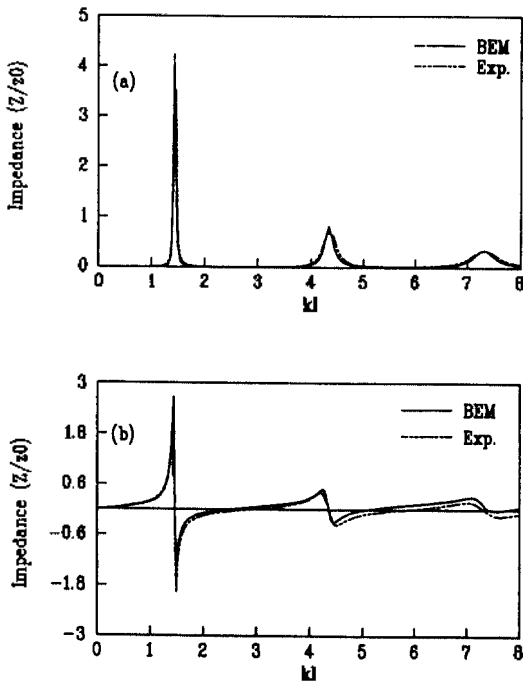 5
4
3
2
1
0
Impedance (Z/z0)
(a)
BEM
Exp.
0 1 2 3 4 5 6 7 8
kl
3
1.8
0.6
-0.6
-1.8
-3
Impedance (Z/z0)
(b)
BEM
Exp.
0 1 2 3 4 5 6 7 8
kl